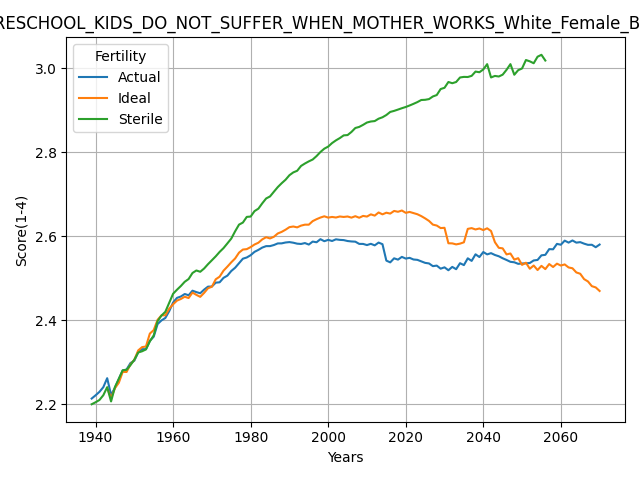 RESCHOOL_KIDS_DO_NOT_SUFFER_WHEN_MOTHER_WORKS_White_Female_B
Fertility
Actual
Ideal
Sterile
Score(1-4)
3.0
2.8
2.6
2.4
2.2
1940 1960 1980 2000 2020 2040 2060
Years